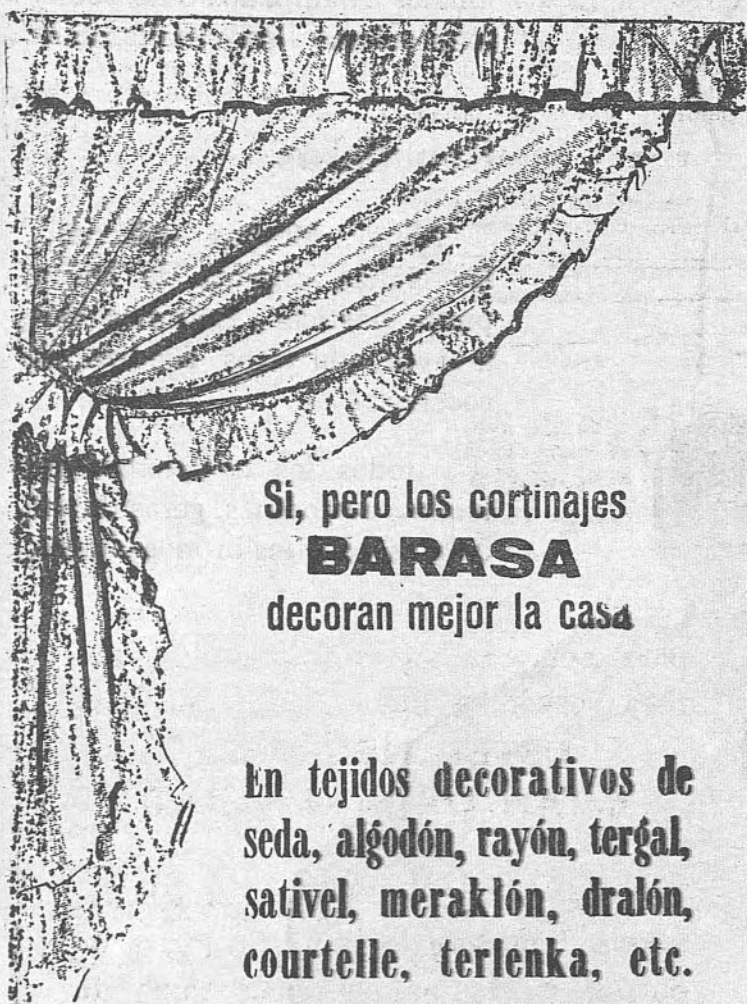 Si, pero los cortinajes
BARASA
decoran mejor la casa
En tejidos decorativos de
seda, algodón, rayón, tergal,
sativel, meraklón, dralón,
courtelle, terlenka, etc.